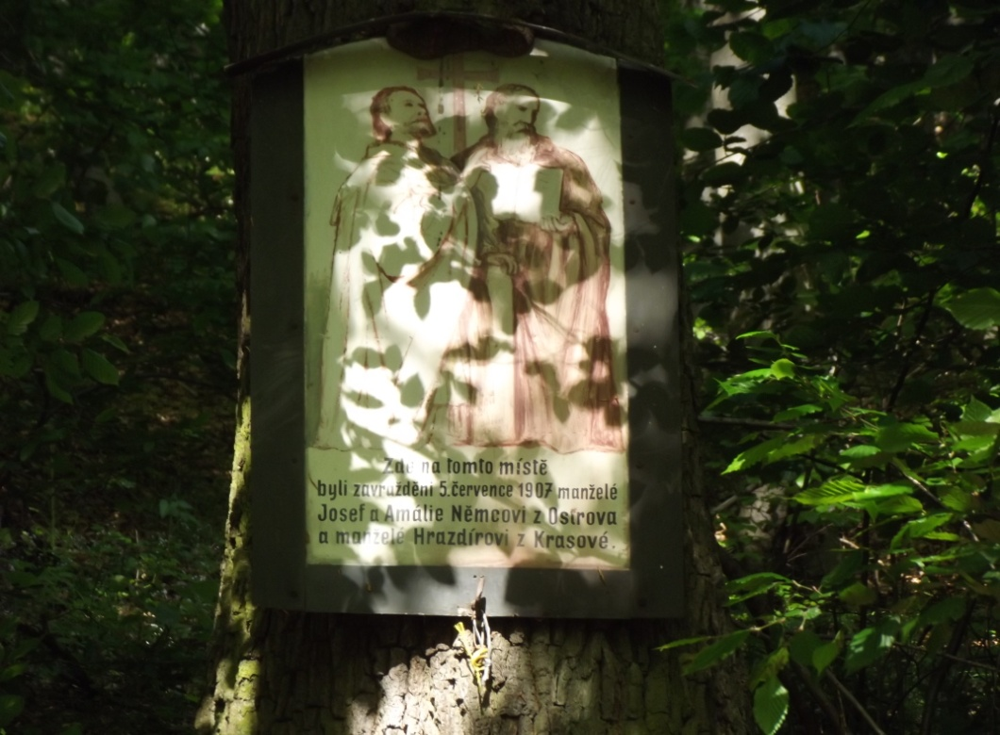 Zde na tomto místě
byli zavražděni 5.července 1907 manželé
Josef a Amálie Němcovi z Ostrova
a manželé Hrazdírovi z Krasové.